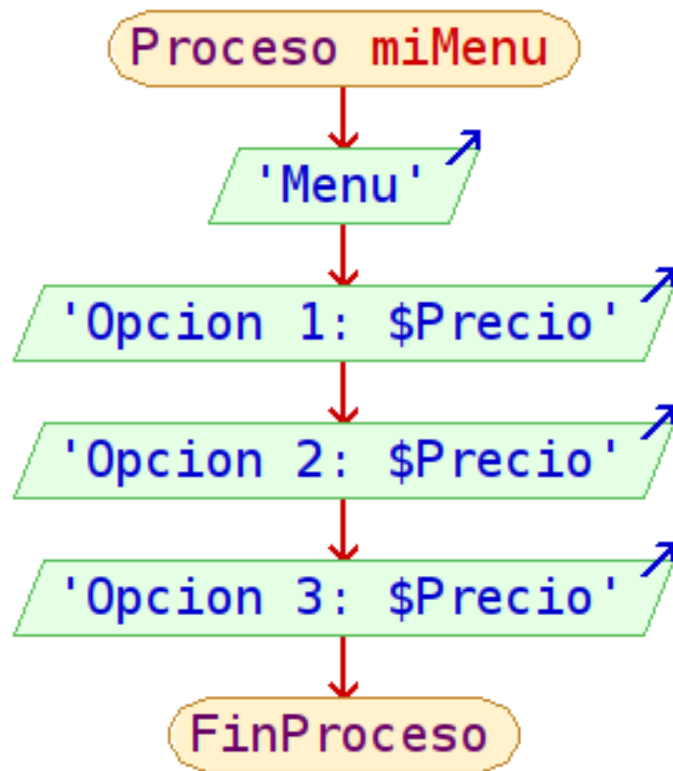 Proceso miMenu
'Menu'
'Opcion 1: $Precio'
'Opcion 2: $Precio'
'Opcion 3: $Precio'
FinProceso